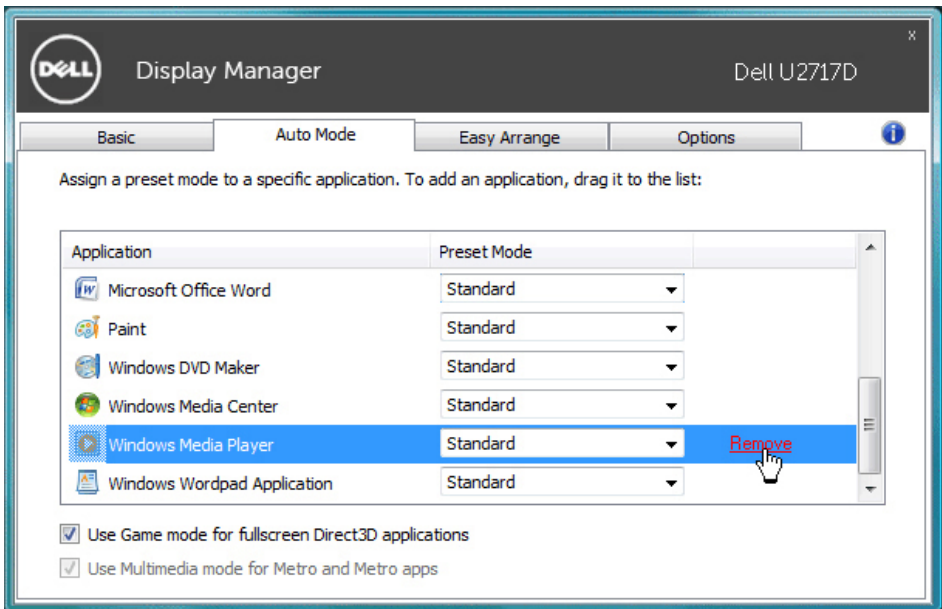 x
DELL Display Manager Dell U2717D
Basic Auto Mode Easy Arrange Options i
Assign a preset mode to a specific application. To add an application, drag it to the list:
Application Preset Mode
Microsoft Office Word Standard
Paint Standard
Windows DVD Maker Standard
Windows Media Center Standard
Windows Media Player Standard Remove
Windows Wordpad Application Standard
Use Game mode for fullscreen Direct3D applications
Use Multimedia mode for Metro and Metro apps